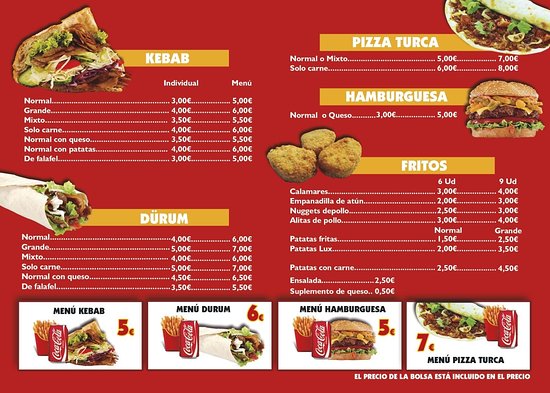 KEBAB
Individual Menú
Normal 3,00€ 5,00€
Grande 4,00€ 6,00€
Mixto 3,50€ 5,50€
Solo carne 4,00€ 6,00€
Normal con queso 3,50€ 5,50€
Normal con patatas 4,00€ 6,00€
De falafel 3,00€ 5,00€
DÜRUM
Normal 4,00€ 6,00€
Grande 5,00€ 7,00€
Mixto 4,00€ 6,00€
Solo carne 5,00€ 7,00€
Normal con queso 4,50€ 6,50€
De falafel 3,50€ 5,50€
PIZZA TURCA
Normal o Mixto 5,00€ 7,00€
Solo carne 6,00€ 8,00€
HAMBURGUESA
Normal o Queso 3,00€ 5,00€
FRITOS
6 Ud 9 Ud
Calamares 3,00€ 4,00€
Empanadilla de atún 2,00€ 3,00€
Nuggets depollo 2,50€ 3,00€
Alitas de pollo 3,00€ 4,00€
Normal Grande
Patatas fritas 1,50€ 2,50€
Patatas Lux 2,00€ 3,50€
Patatas con carne 2,50€ 4,50€
Ensalada 2,50€
Suplemento de queso 0,50€
MENÚ KEBAB
5€
Coca-Cola
MENÚ DURUM
6€
Coca-Cola
MENÚ HAMBURGUESA
5€
Coca-Cola
7€
MENÚ PIZZA TURCA
Coca-Cola
EL PRECIO DE LA BOLSA ESTÁ INCLUIDO EN EL PRECIO